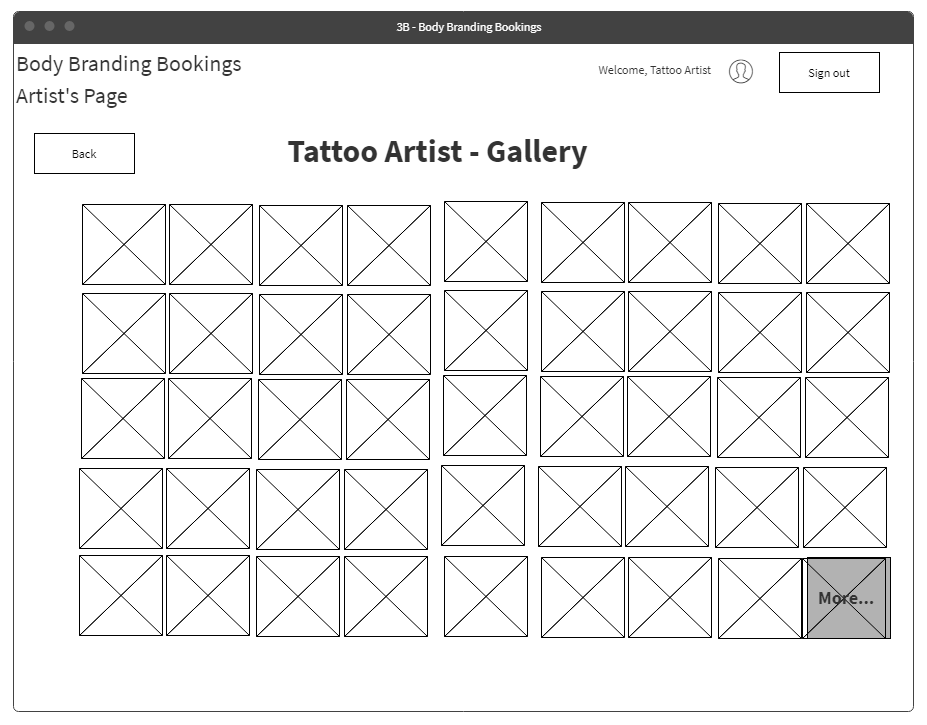 3B - Body Branding Bookings
Body Branding Bookings
Welcome, Tattoo Artist
Sign out
Artist's Page
Back
Tattoo Artist - Gallery
More...